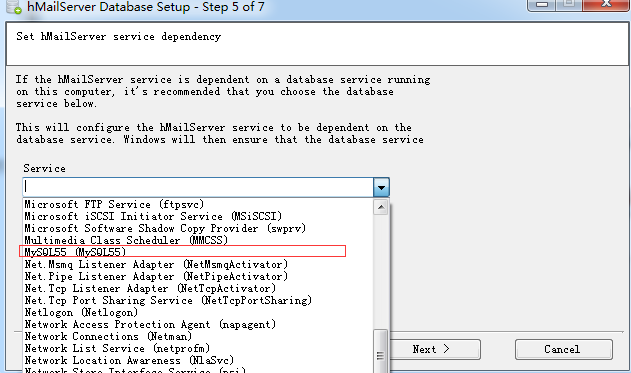 hMailServer Database Setup - Step 5 of 7
Set hMailServer service dependency
If the hMailServer service is dependent on a database service running
on this computer, it's recommended that you choose the database
service below.
This will configure the hMailServer service to be dependent on the
database service. Windows will then ensure that the database service
Service
Microsoft FTP Service (ftpsvc)
Microsoft iSCSI Initiator Service (MSiSCSI)
Microsoft Software Shadow Copy Provider (swprv)
Multimedia Class Scheduler (MMCSS)
MySQL55 (MySQL55)
Net.Msmq Listener Adapter (NetMsmqActivator)
Net.Pipe Listener Adapter (NetPipeActivator)
Net.Tcp Listener Adapter (NetTcpActivator)
Net.Tcp Port Sharing Service (NetTcpPortSharing)
Netlogon (Netlogon)
Network Access Protection Agent (napagent)
Network Connections (Netman)
Network List Service (netprofm)
Network Location Awareness (NlaSvc)
Network Store Interface Service (nsi)
Next >
Cancel